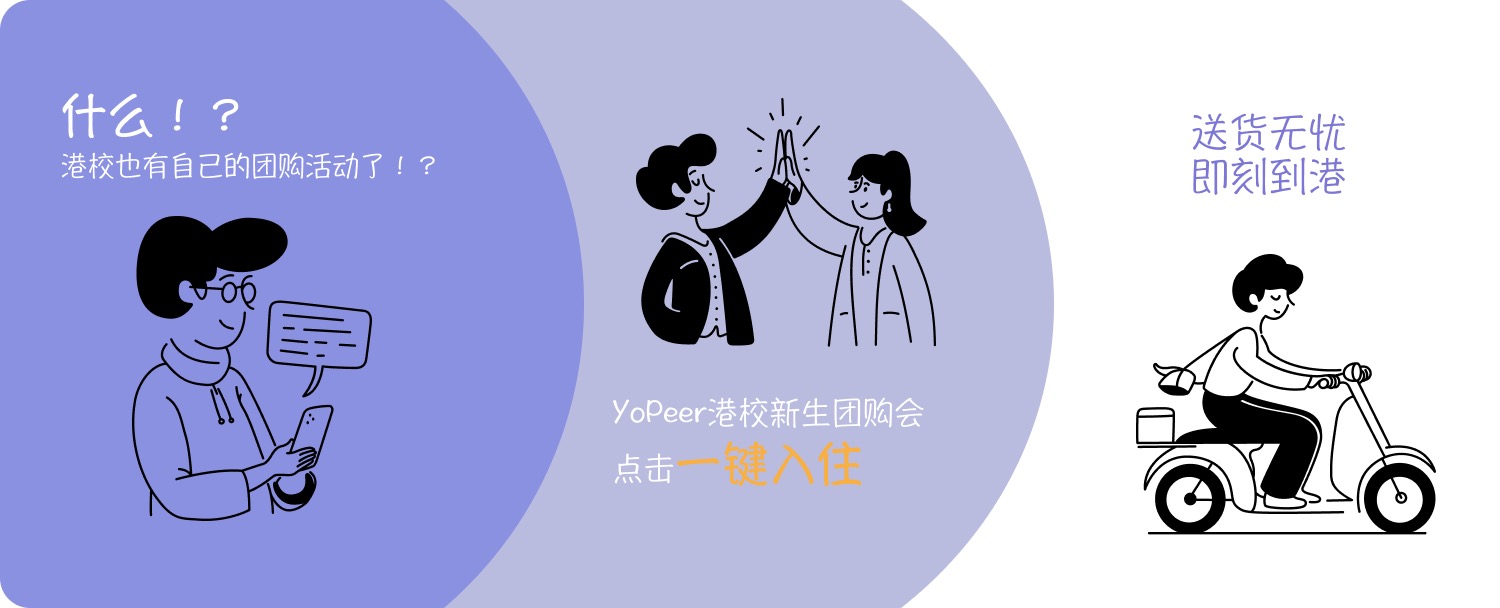 什么！？
港校也有自己的团购活动了！？
YoPeer港校新生团购会
点击一键入住
送货无忧
即刻到港